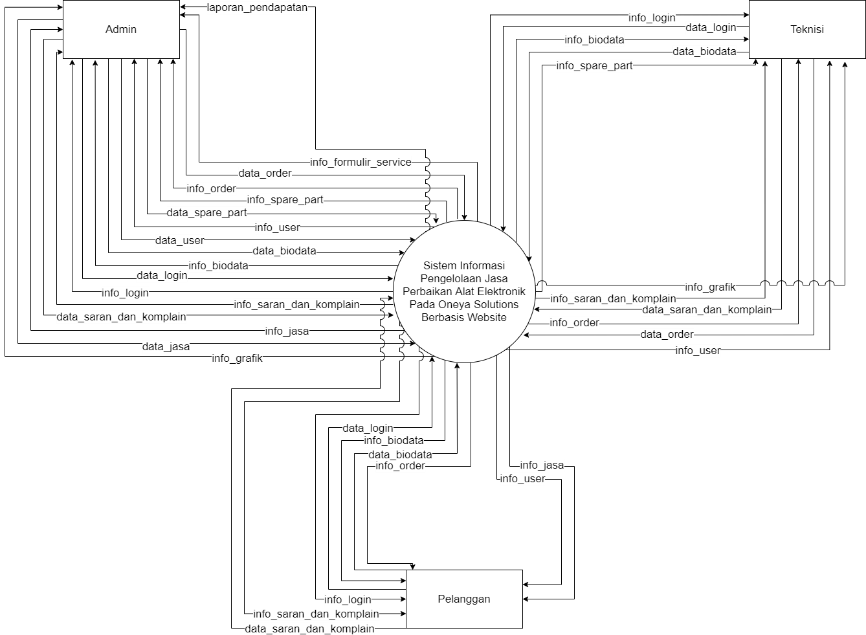 laporan_pendapatan
Admin
info_login
data_login
info_biodata
data_biodata
info_spare_part
Teknisi
info_formulir_service
data_order
info_order
info_spare_part
data_spare_part
info_user
data_user
data_biodata
info_biodata
data_login
info_login
info_saran_dan_komplain
data_saran_dan_komplain
info_jasa
data_jasa
info_grafik
Sistem Informasi
Pengelolaan Jasa
Perbaikan Alat Elektronik
Pada Oneya Solutions
Berbasis Website
info_grafik
info_saran_dan_komplain
data_saran_dan_komplain
info_order
data_order
info_user
data_login
info_biodata
data_biodata
info_order
info_jasa
info_user
Pelanggan
info_login
info_saran_dan_komplain
data_saran_dan_komplain